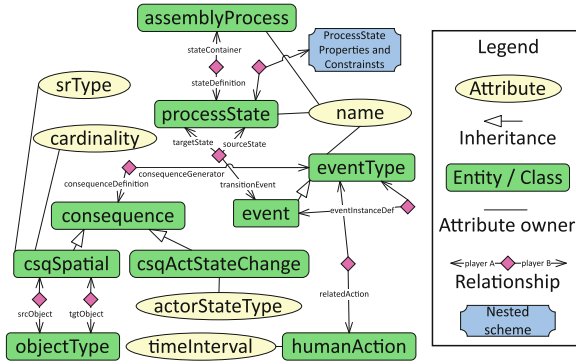 assemblyProcess
stateContainer
ProcessState
Properties and
Constrainsts
stateDefinition
srType
processState
name
cardinality
targetState
sourceState
consequenceGenerator
eventType
consequenceDefinition
transitionEvent
consequence
event
eventInstanceDef
csqSpatial
csqActStateChange
actorStateType
relatedAction
srcObject
tgtObject
objectType
timeInterval
humanAction
Legend
Attribute
Inheritance
Entity / Class
Attribute owner
player A
player B
Relationship
Nested
scheme